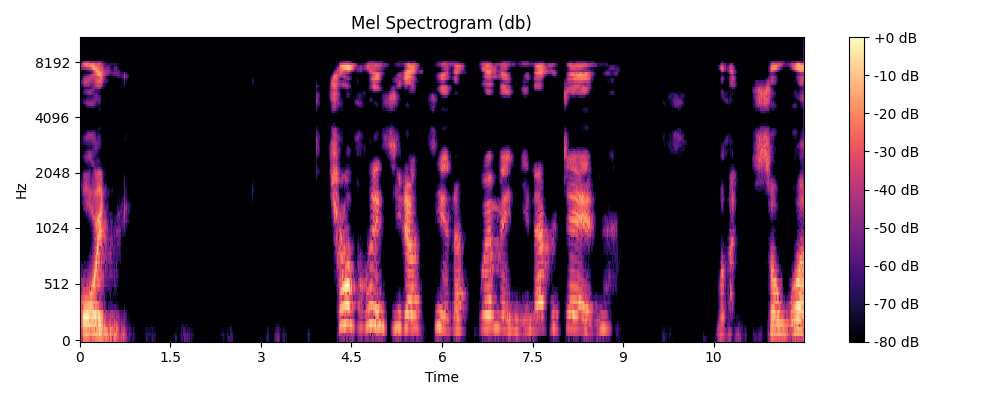 Mel Spectrogram (db)
8192
4096
2048
1024
512
0
Hz
0 1.5 3 4.5 6 7.5 9 10
Time
+0 dB
-10 dB
-20 dB
-30 dB
-40 dB
-50 dB
-60 dB
-70 dB
-80 dB